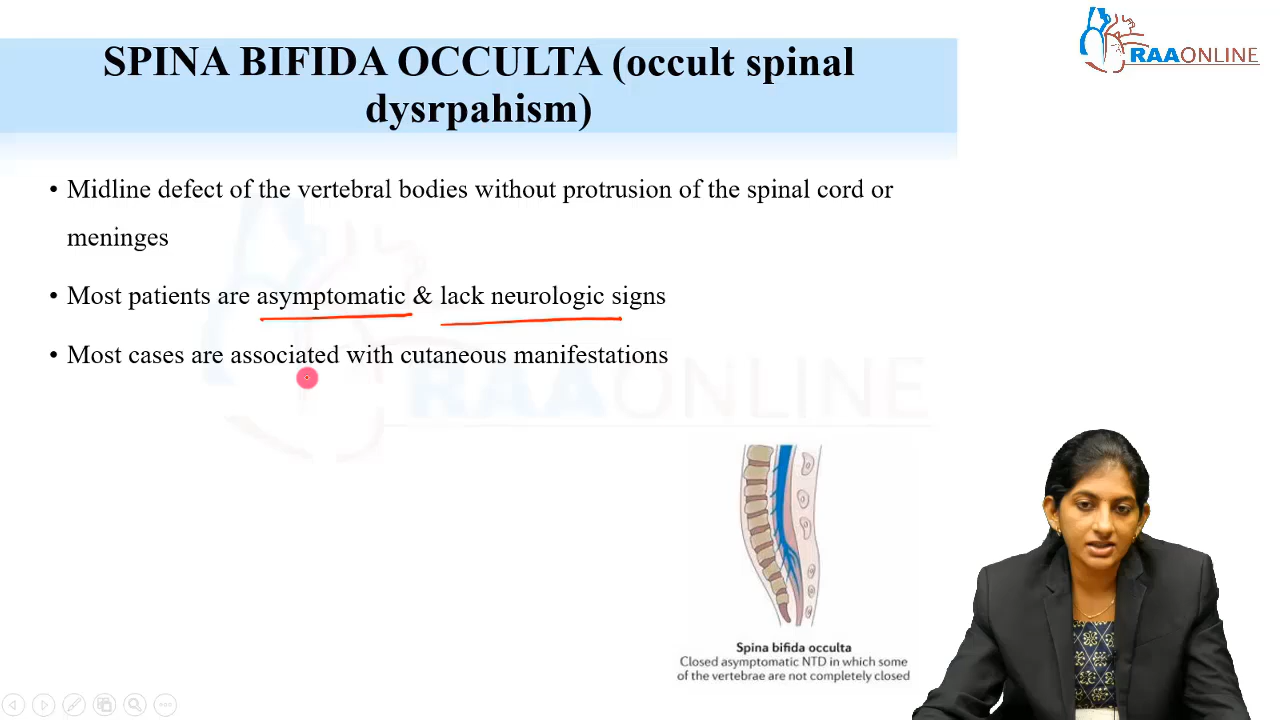 SPINA BIFIDA OCCULTA (occult spinal
dysrpahism)
RAAONLINE
• Midline defect of the vertebral bodies without protrusion of the spinal cord or
meninges
• Most patients are asymptomatic & lack neurologic signs
• Most cases are associated with cutaneous manifestations
RAAONLINE
Spina bifida occulta
Closed asymptomatic NTD in which some
of the vertebrae are not completely closed